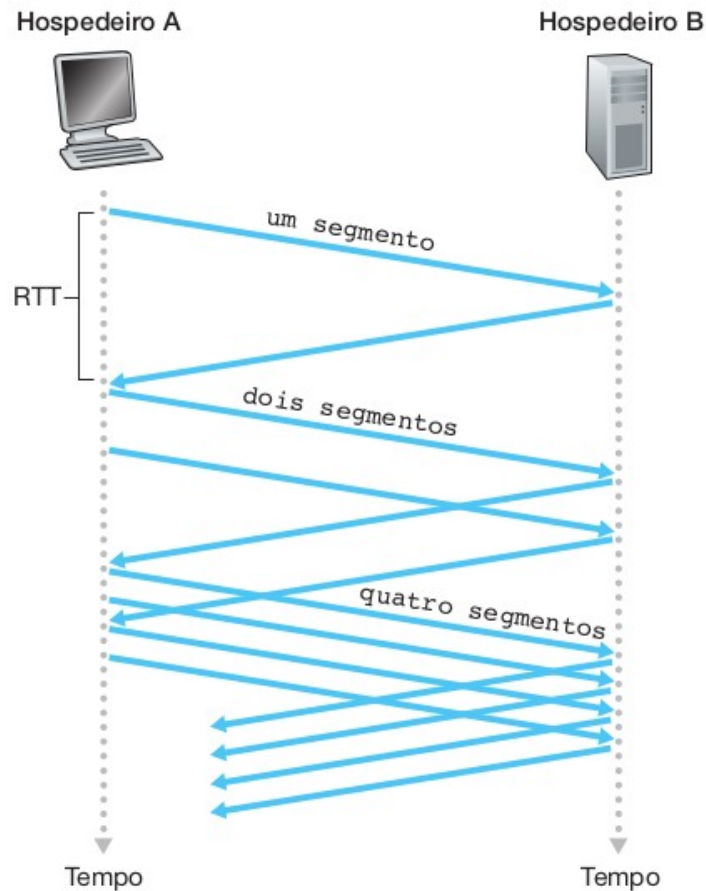 Hospedeiro A
Hospedeiro B
um segmento
RTT
dois segmentos
quatro segmentos
Tempo
Tempo